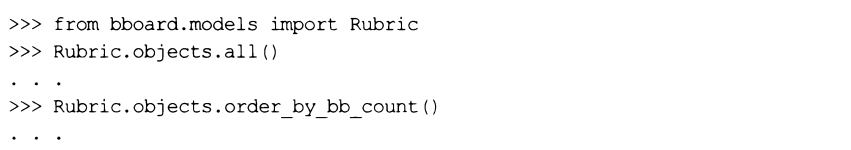 >>> from bboard.models import Rubric
>>> Rubric.objects.all()
. . .
>>> Rubric.objects.order_by_bb_count()
. . .